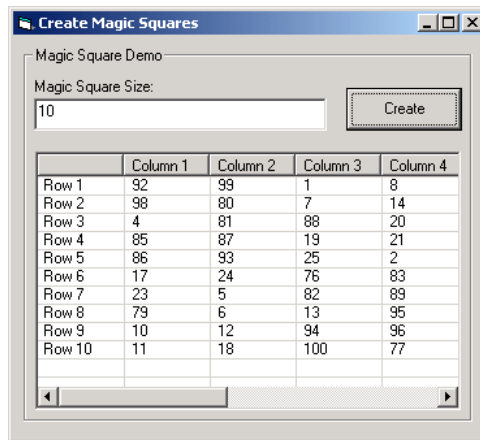 Create Magic Squares
Magic Square Demo
Magic Square Size:
10
Create
Column 1 Column 2 Column 3 Column 4
Row 1 92 99 1 8
Row 2 98 80 7 14
Row 3 4 81 88 20
Row 4 85 87 19 21
Row 5 86 93 25 2
Row 6 17 24 76 83
Row 7 23 5 82 89
Row 8 79 6 13 95
Row 9 10 12 94 96
Row 10 11 18 100 77